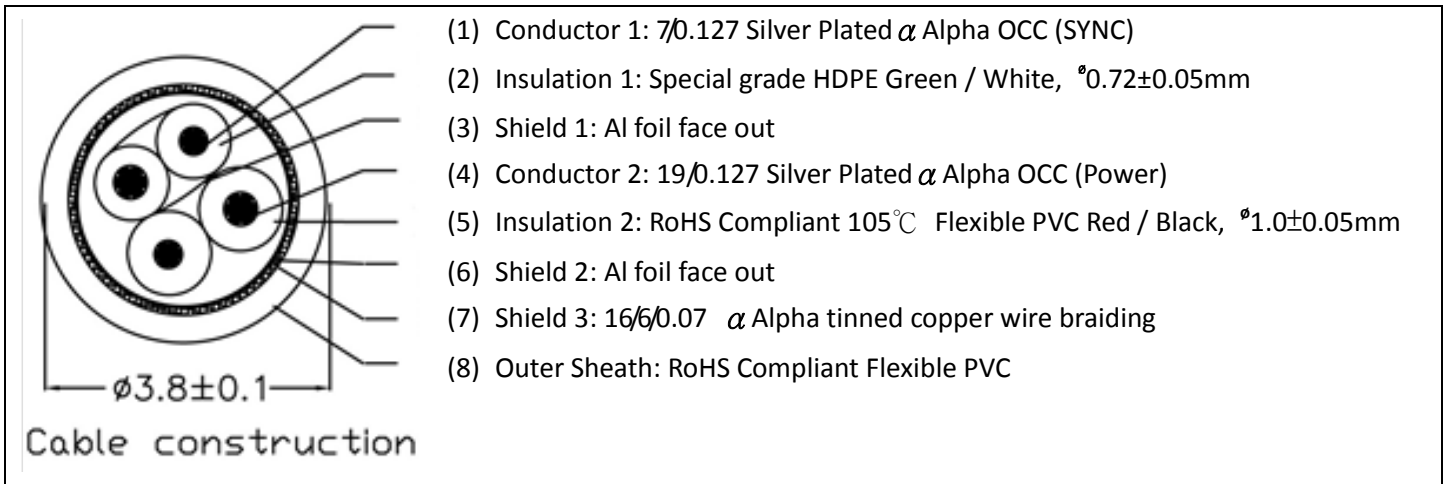 (1) Conductor 1: 7/0.127 Silver Plated α Alpha OCC (SYNC)
(2) Insulation 1: Special grade HDPE Green / White, ø0.72±0.05mm
(3) Shield 1: Al foil face out
(4) Conductor 2: 19/0.127 Silver Plated α Alpha OCC (Power)
(5) Insulation 2: RoHS Compliant 105℃ Flexible PVC Red / Black, ø1.0±0.05mm
(6) Shield 2: Al foil face out
(7) Shield 3: 16/6/0.07 α Alpha tinned copper wire braiding
(8) Outer Sheath: RoHS Compliant Flexible PVC
ø3.8±0.1
Cable construction